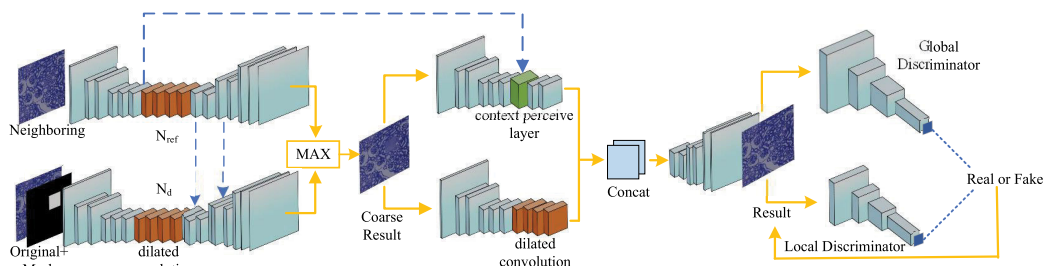 Neighboring
N_ref
N_d
MAX
Original+
dilated
Coarse
Result
context perceive
layer
dilated
convolution
Concat
Result
Global
Discriminator
Local Discriminator
Real or Fake